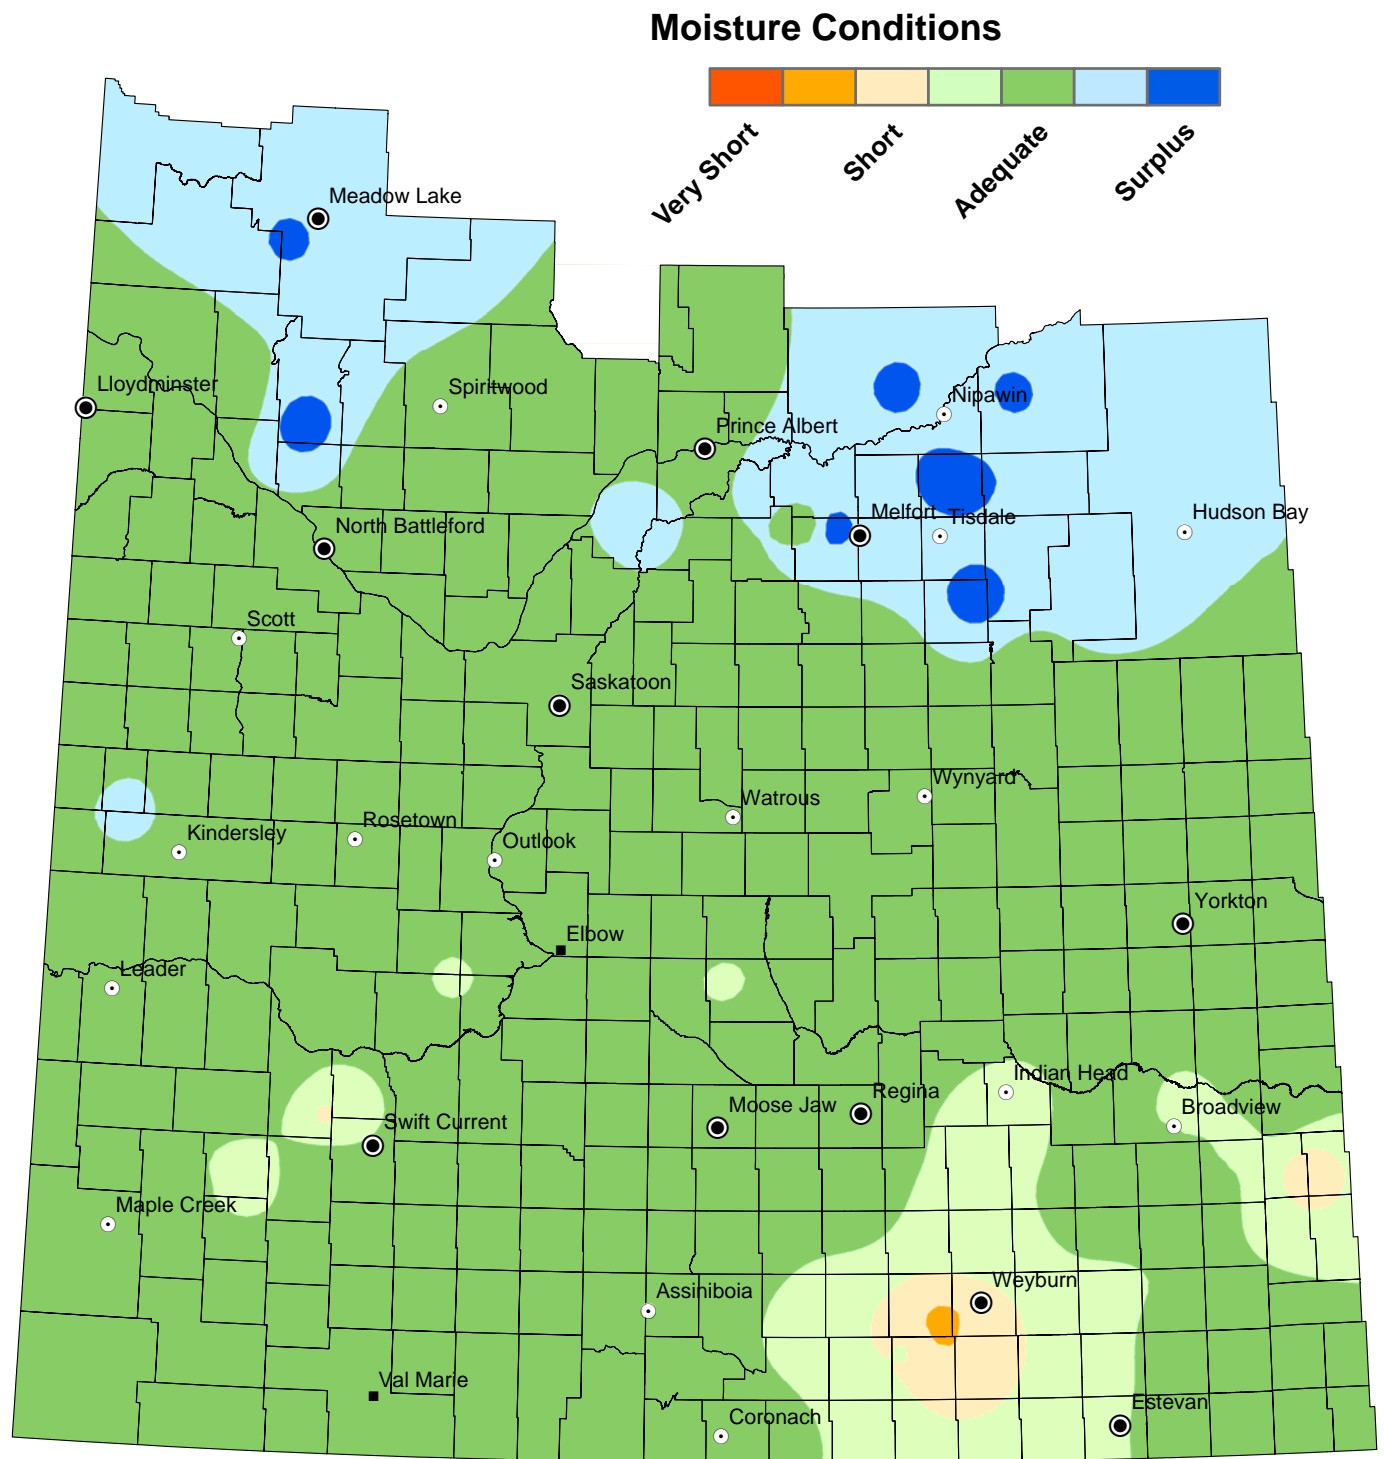 Moisture Conditions
Very Short
Short
Adequate
Surplus
Meadow Lake
Lloydminster
Spiritwood
Nipawin
Prince Albert
Melfort
Tisdale
Hudson Bay
North Battleford
Scott
Saskatoon
Watrous
Wynyard
Kindersley
Rosetown
Outlook
Yorkton
Elbow
Leader
Indian Head
Moose Jaw
Regina
Broadview
Swift Current
Maple Creek
Weyburn
Assiniboia
Val Marie
Coronach
Estevan